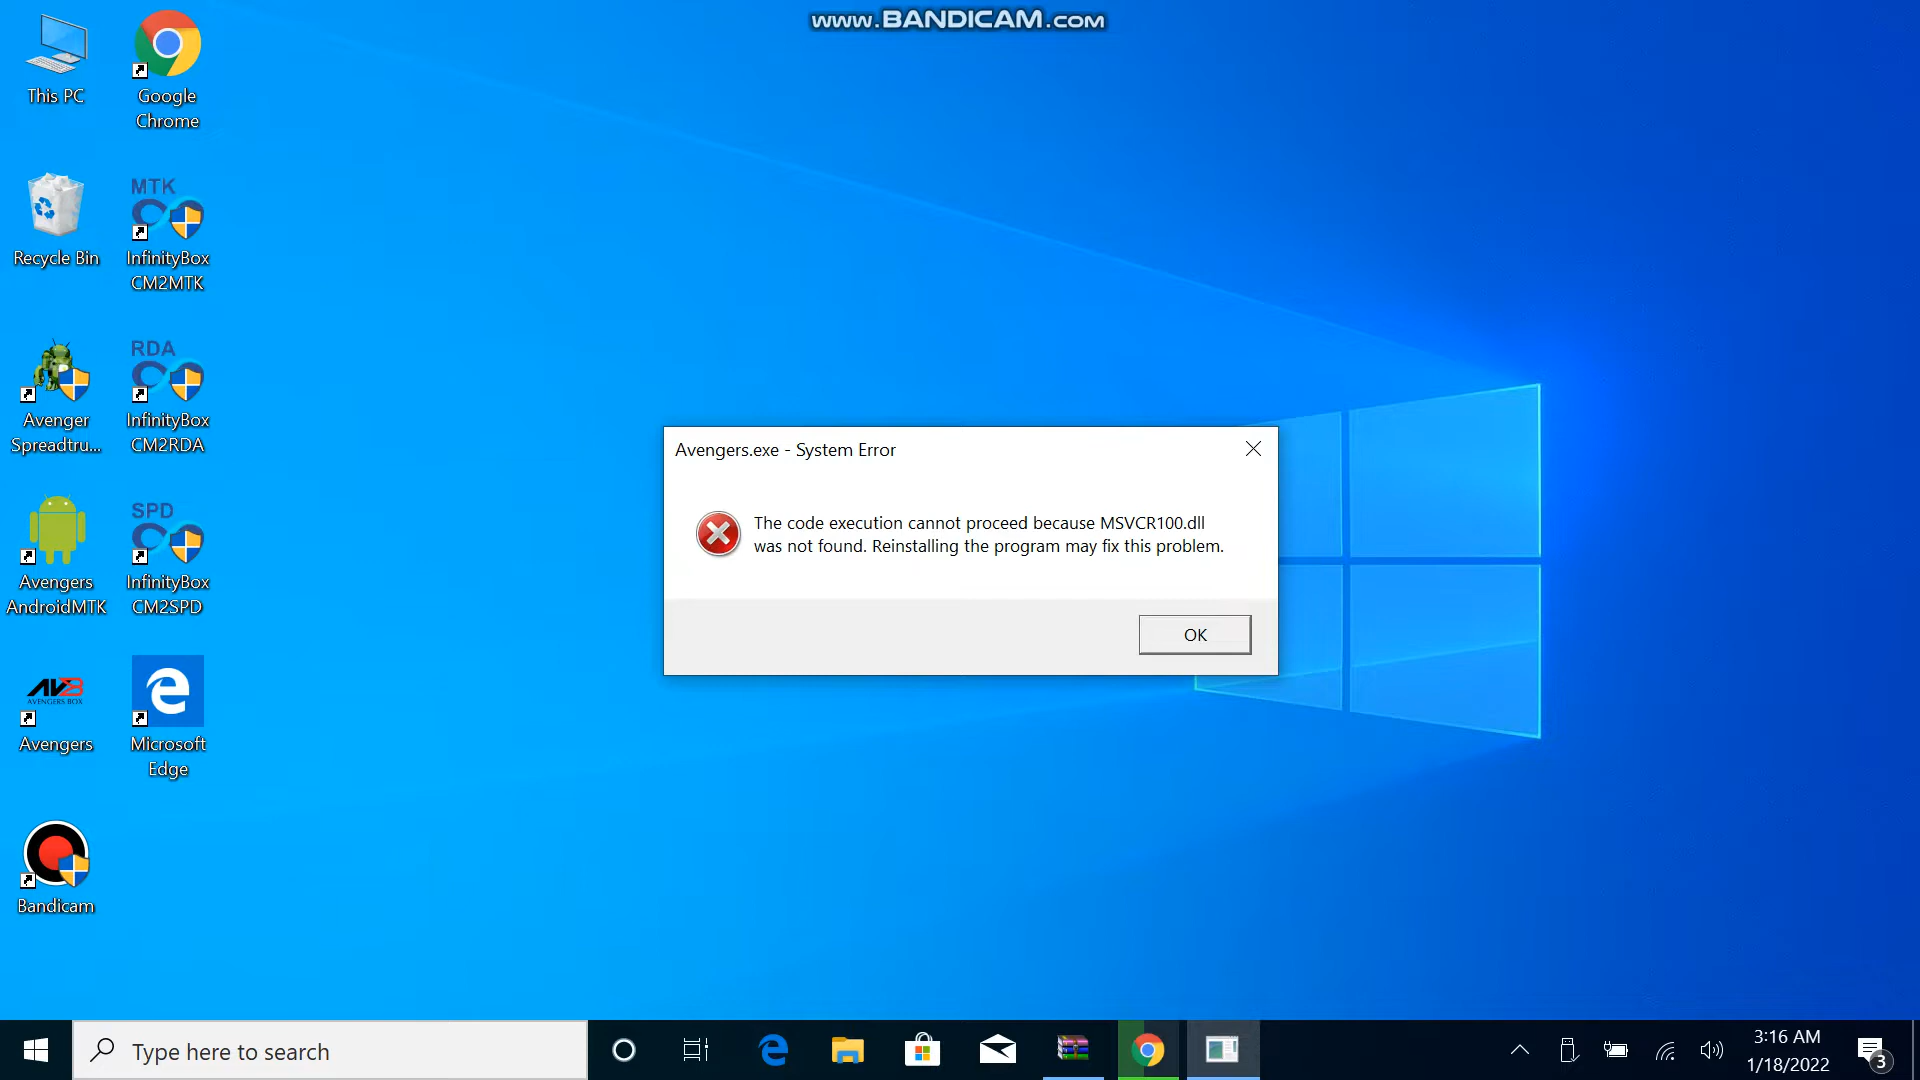 www.BANDICAM.com
This PC
Google
Chrome
Recycle Bin
MTK
InfinityBox
CM2MTK
Avenger
Spreadtru...
RDA
InfinityBox
CM2RDA
Avengers
AndroidMTK
SPD
InfinityBox
CM2SPD
AVB
AVENGERS BOX
Avengers
Microsoft
Edge
Bandicam
Avengers.exe - System Error
The code execution cannot proceed because MSVCR100.dll
was not found. Reinstalling the program may fix this problem.
OK
Type here to search
3:16 AM
1/18/2022
3